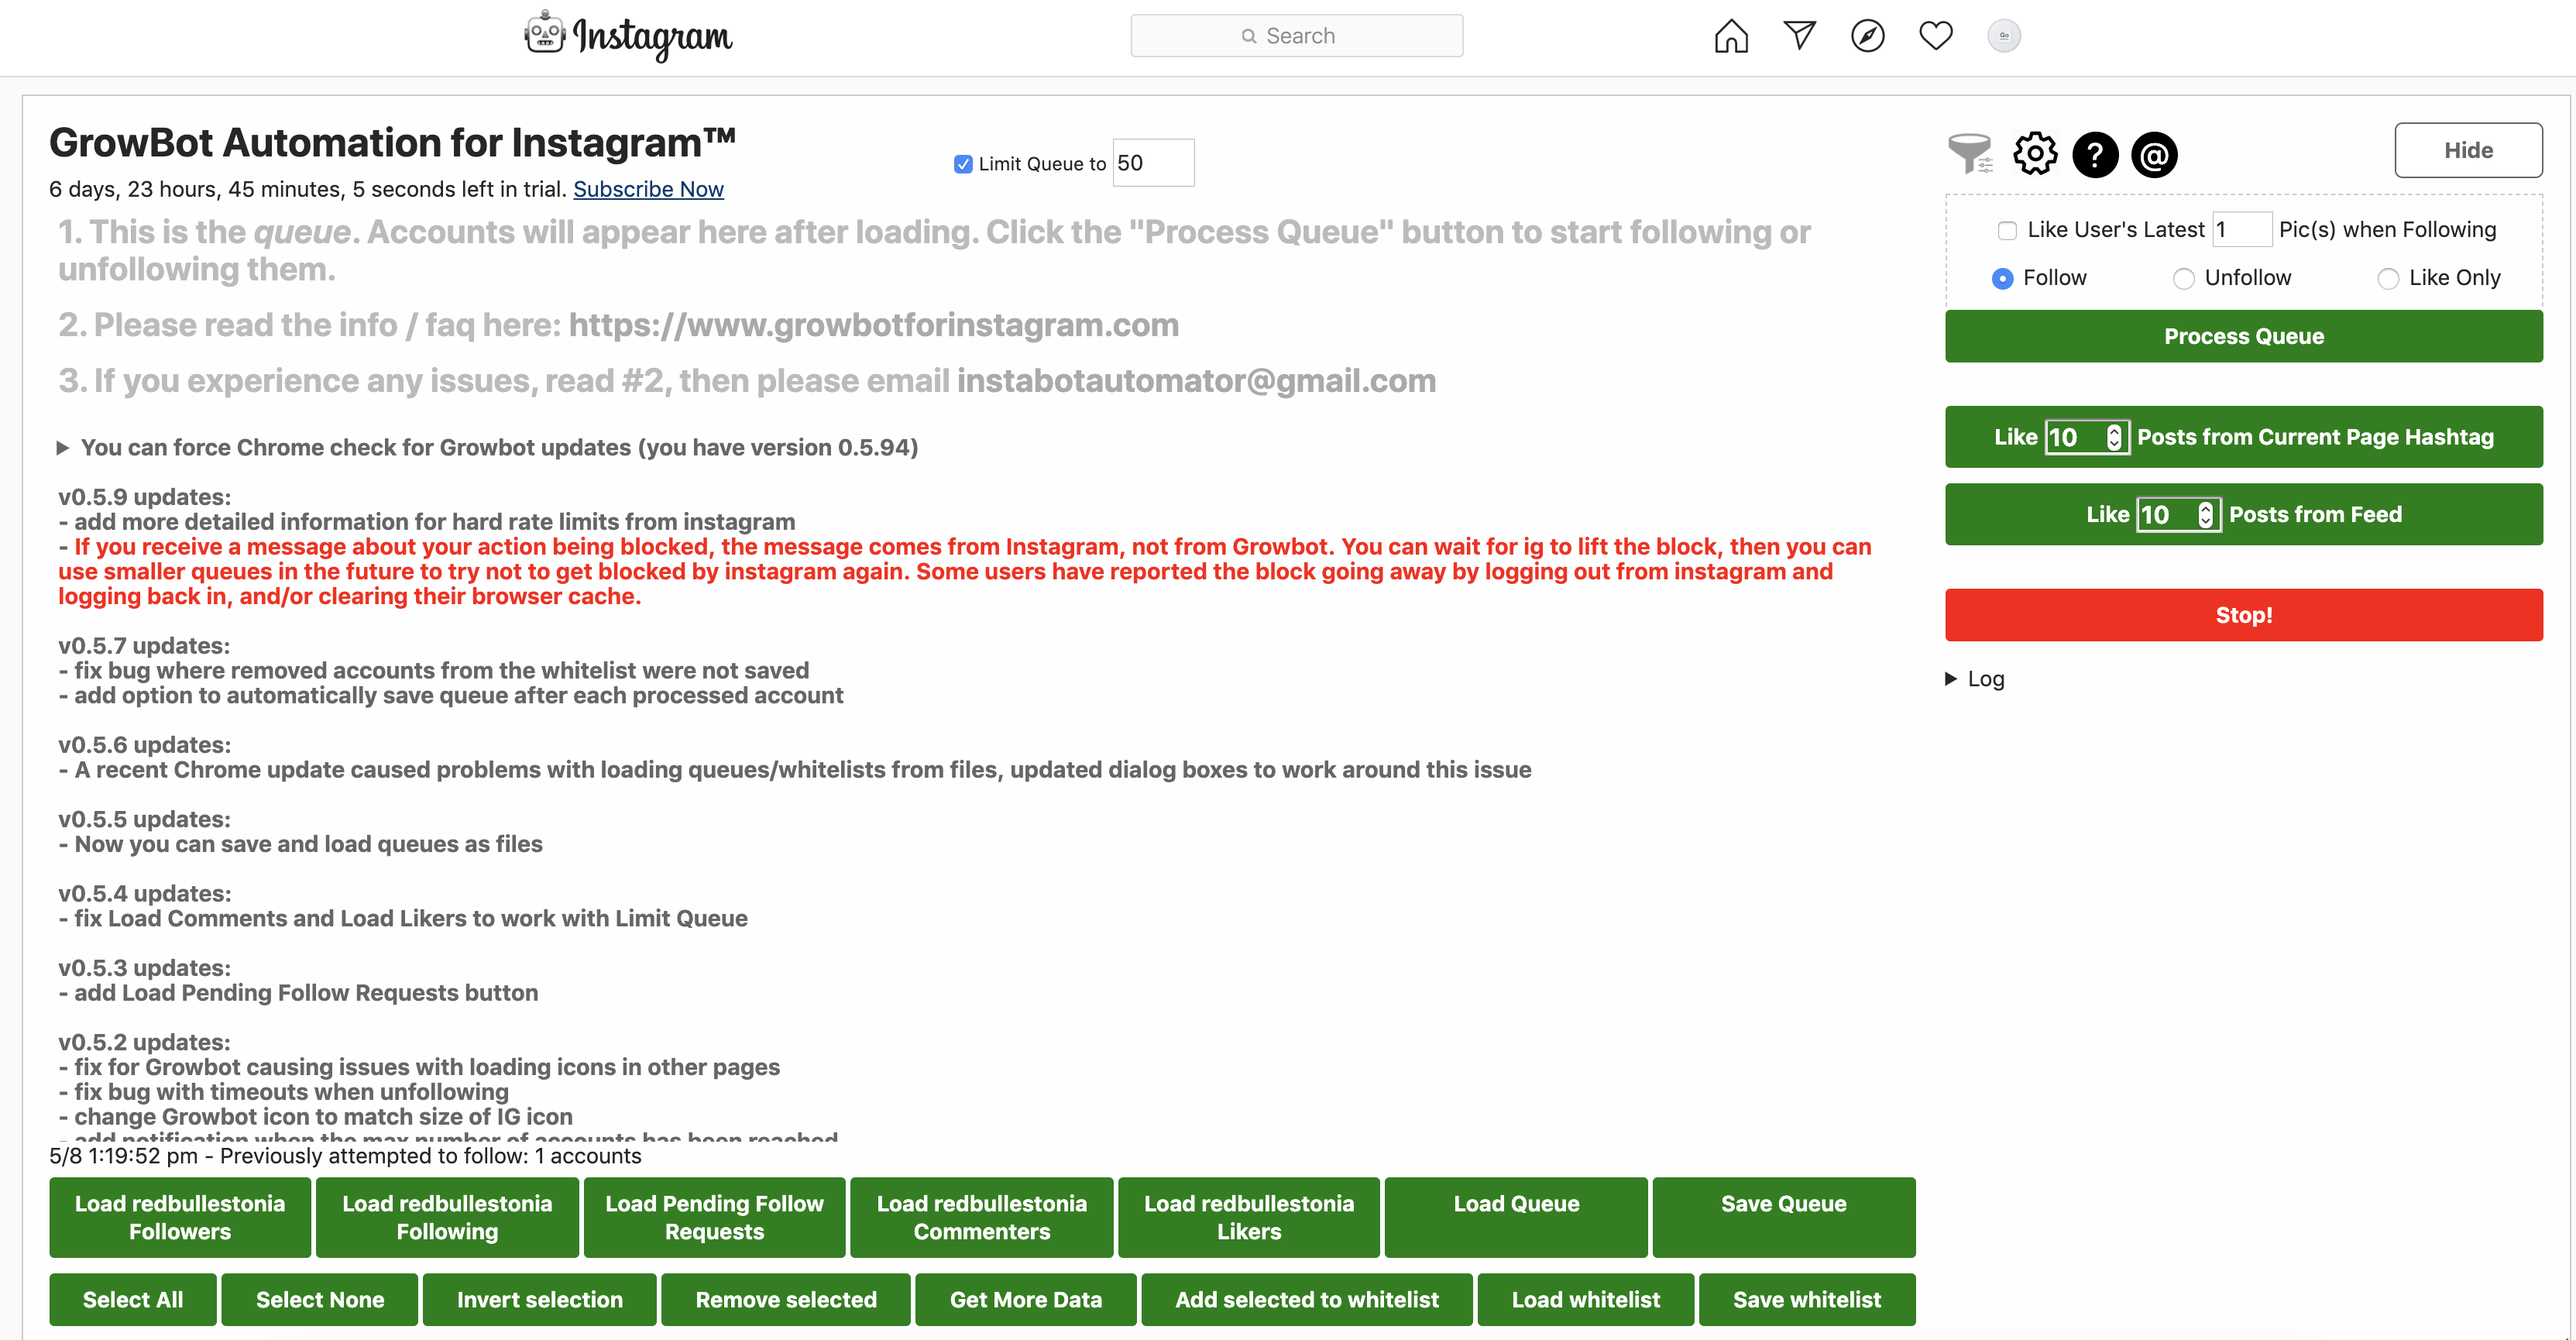 Instagram
Search
Go
GrowBot Automation for Instagram™
Limit Queue to 50
Hide
6 days, 23 hours, 45 minutes, 5 seconds left in trial. Subscribe Now
1. This is the queue. Accounts will appear here after loading. Click the "Process Queue" button to start following or
unfollowing them.
2. Please read the info / faq here: https://www.growbotforinstagram.com
3. If you experience any issues, read #2, then please email instabotautomator@gmail.com
You can force Chrome check for Growbot updates (you have version 0.5.94)
v0.5.9 updates:
- add more detailed information for hard rate limits from instagram
- If you receive a message about your action being blocked, the message comes from Instagram, not from Growbot. You can wait for ig to lift the block, then you can
use smaller queues in the future to try not to get blocked by instagram again. Some users have reported the block going away by logging out from instagram and
logging back in, and/or clearing their browser cache.
v0.5.7 updates:
- fix bug where removed accounts from the whitelist were not saved
- add option to automatically save queue after each processed account
v0.5.6 updates:
- A recent Chrome update caused problems with loading queues/whitelists from files, updated dialog boxes to work around this issue
v0.5.5 updates:
- Now you can save and load queues as files
v0.5.4 updates:
- fix Load Comments and Load Likers to work with Limit Queue
v0.5.3 updates:
- add Load Pending Follow Requests button
v0.5.2 updates:
- fix for Growbot causing issues with loading icons in other pages
- fix bug with timeouts when unfollowing
- change Growbot icon to match size of IG icon
- add notification when the max number of accounts has been reached
5/8 1:19:52 pm - Previously attempted to follow: 1 accounts
Load redbullestonia
Followers
Load redbullestonia
Following
Load Pending Follow
Requests
Load redbullestonia
Commenters
Load redbullestonia
Likers
Load Queue
Save Queue
Select All
Select None
Invert selection
Remove selected
Get More Data
Add selected to whitelist
Load whitelist
Save whitelist
? @
Like User's Latest 1 Pic(s) when Following
Follow
Unfollow
Like Only
Process Queue
Like 10 Posts from Current Page Hashtag
Like 10 Posts from Feed
Stop!
Log